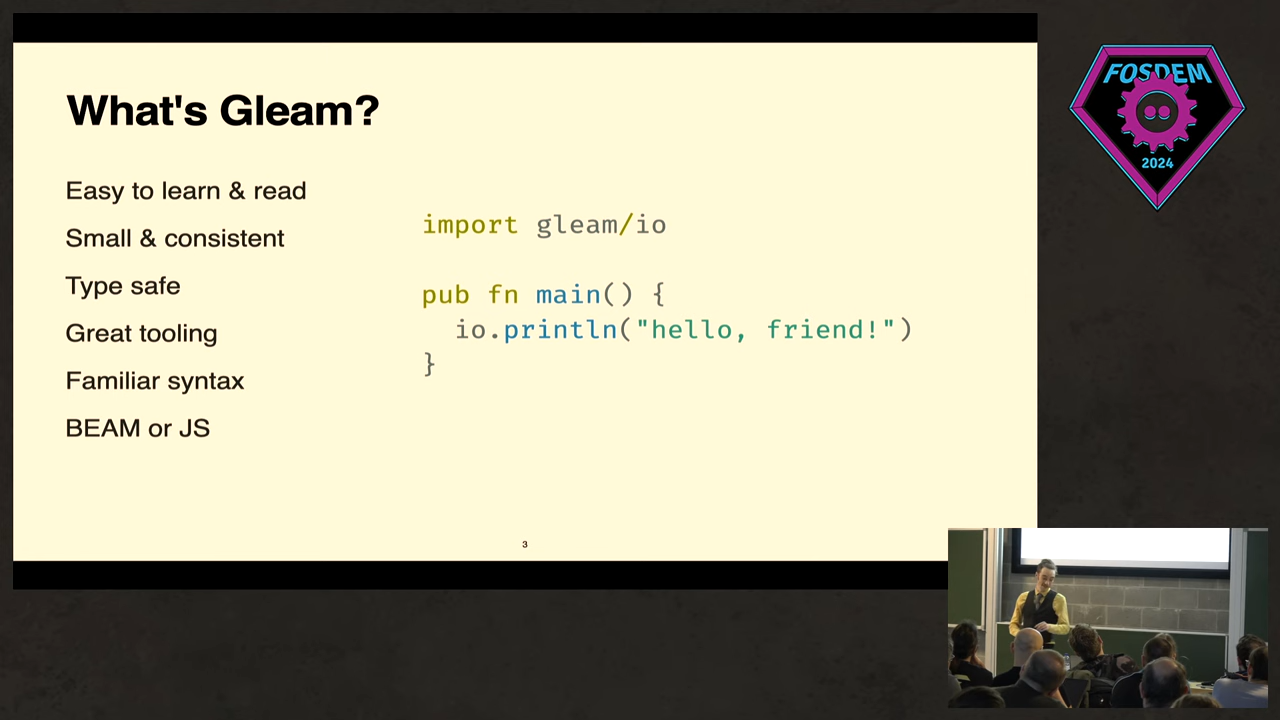 What's Gleam?
Easy to learn & read
Small & consistent
Type safe
Great tooling
Familiar syntax
BEAM or JS
import gleam/io
pub fn main() {
  io.println("hello, friend!")
}
3
FOSDEM
2024